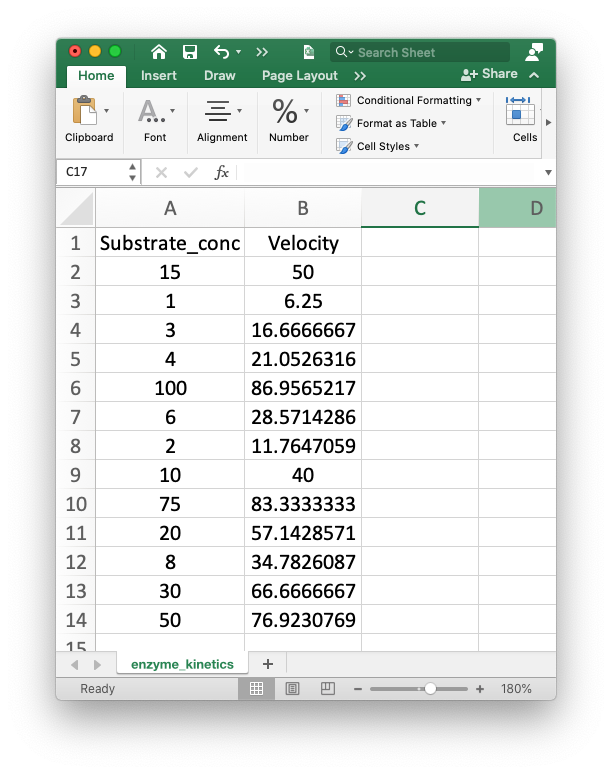 Search Sheet
Home Insert Draw Page Layout >> Share
Clipboard Font Alignment % Number Conditional Formatting Format as Table Cell Styles Cells
C17 fx
A B C D
1 Substrate_conc Velocity
2 15 50
3 1 6.25
4 3 16.6666667
5 4 21.0526316
6 100 86.9565217
7 6 28.5714286
8 2 11.7647059
9 10 40
10 75 83.3333333
11 20 57.1428571
12 8 34.7826087
13 30 66.6666667
14 50 76.9230769
15
enzyme_kinetics +
Ready - + 180%